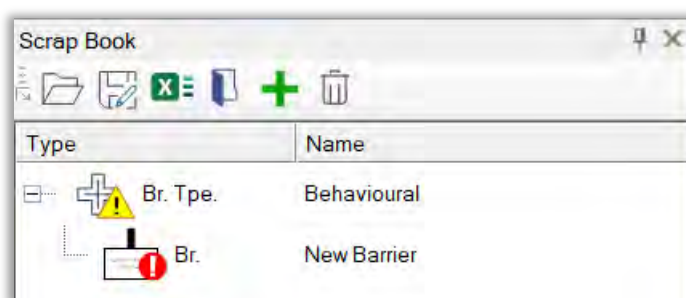 Scrap Book
Type Name
Br. Tpe. Behavioural
Br. New Barrier